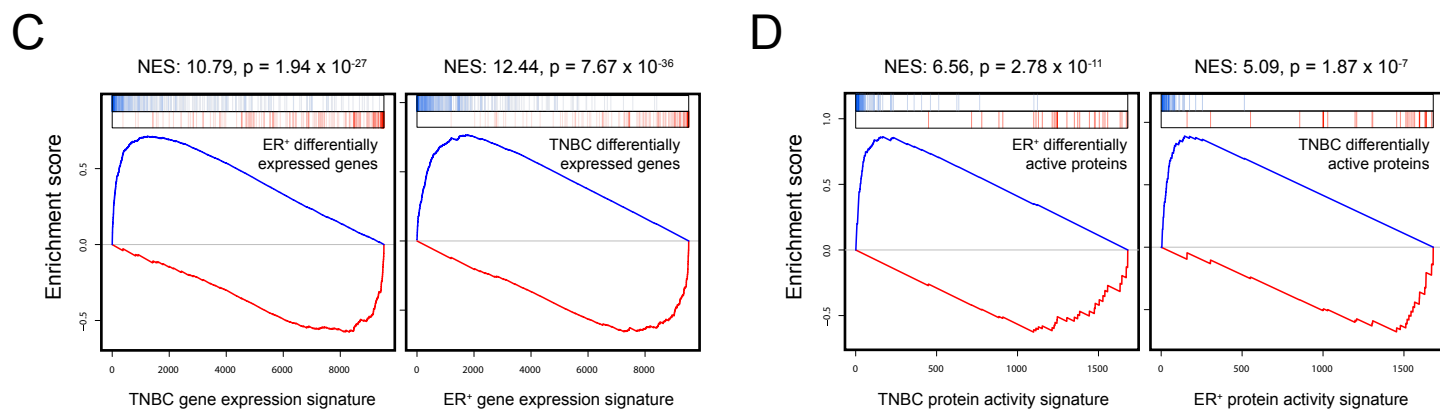 C
NES: 10.79, p = 1.94 x 10⁻²⁷
NES: 12.44, p = 7.67 x 10⁻³⁶
ER⁺ differentially
expressed genes
TNBC differentially
expressed genes
Enrichment score
0.5
0.0
−0.5
0 2000 4000 6000 8000
0 2000 4000 6000 8000
TNBC gene expression signature
ER⁺ gene expression signature
D
NES: 6.56, p = 2.78 x 10⁻¹¹
NES: 5.09, p = 1.87 x 10⁻⁷
ER⁺ differentially
active proteins
TNBC differentially
active proteins
Enrichment score
1.0
0.5
0.0
−0.5
0 500 1000 1500
0 500 1000 1500
TNBC protein activity signature
ER⁺ protein activity signature